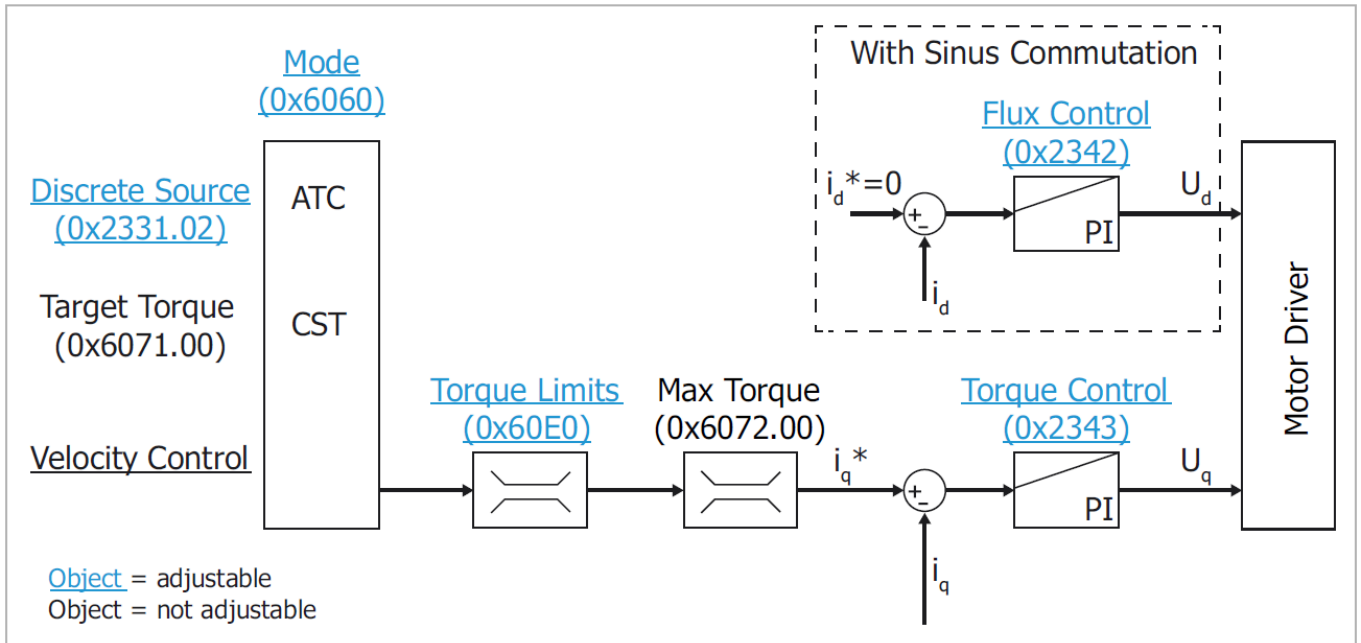 With Sinus Commutation
Mode
(0x6060)
Flux Control
(0x2342)
Discrete Source
(0x2331.02)
ATC
i_d*=0
+
-
PI
U_d
i_d
Target Torque
(0x6071.00)
CST
Motor Driver
Torque Limits
(0x60E0)
Max Torque
(0x6072.00)
Torque Control
(0x2343)
Velocity Control
i_q*
+
-
PI
U_q
i_q
Object = adjustable
Object = not adjustable